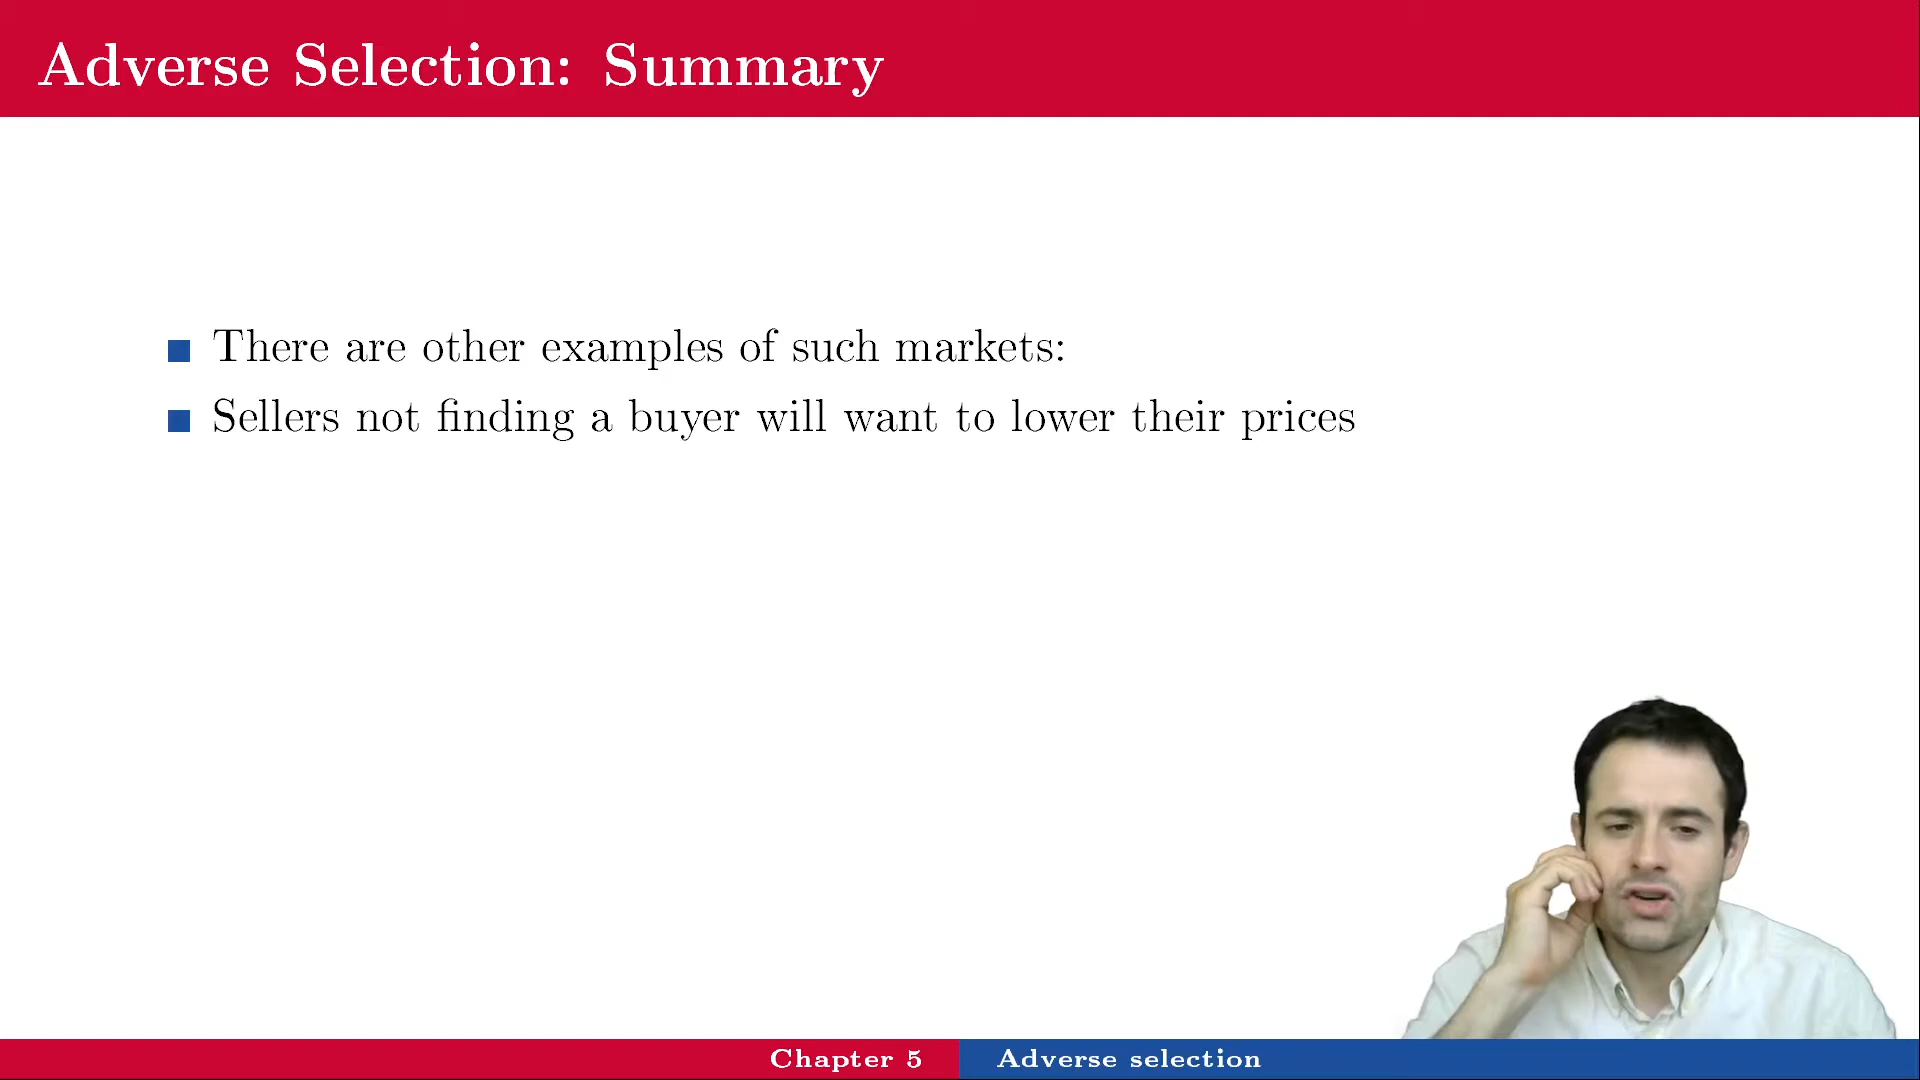 Adverse Selection: Summary
There are other examples of such markets:
Sellers not finding a buyer will want to lower their prices
Chapter 5
Adverse selection